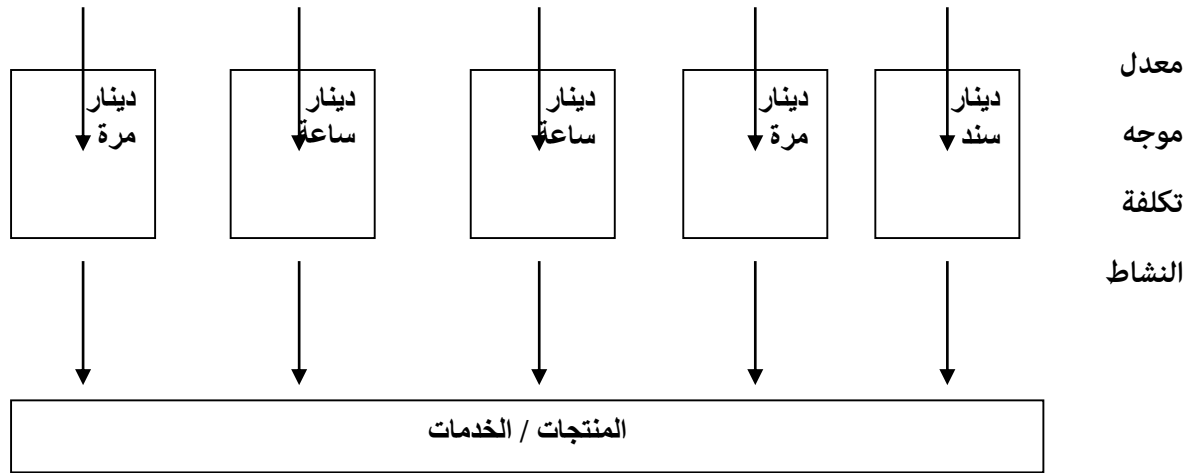 معدل
موجه
تكلفة
النشاط
دينار
سند
دينار
مرة
دينار
ساعة
دينار
ساعة
دينار
مرة
المنتجات / الخدمات